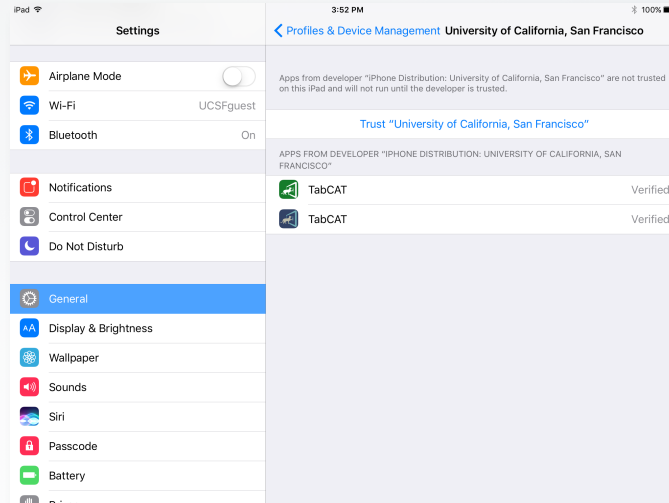 iPad 3:52 PM 100%
Settings
Profiles & Device Management University of California, San Francisco
Airplane Mode
Wi-Fi UCSFguest
Bluetooth On
Notifications
Control Center
Do Not Disturb
General
AA Display & Brightness
Wallpaper
Sounds
Siri
Passcode
Battery
Apps from developer “iPhone Distribution: University of California, San Francisco” are not trusted
on this iPad and will not run until the developer is trusted.
Trust “University of California, San Francisco”
APPS FROM DEVELOPER “IPHONE DISTRIBUTION: UNIVERSITY OF CALIFORNIA, SAN
FRANCISCO”
TabCAT Verified
TabCAT Verified